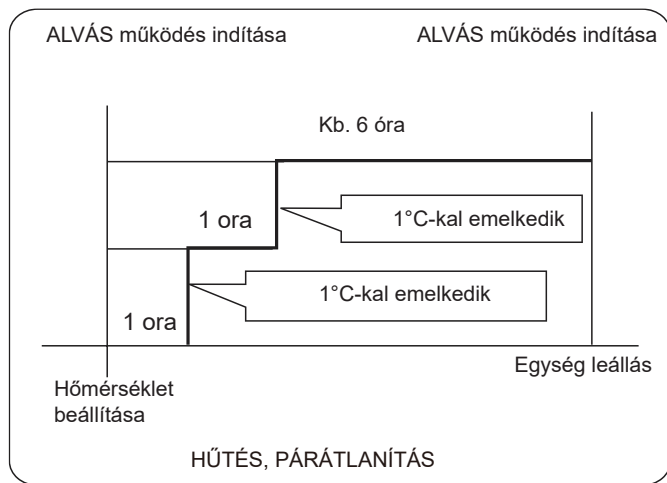 ALVÁS működés indítása
ALVÁS működés indítása
Kb. 6 óra
1 ora
1°C-kal emelkedik
1°C-kal emelkedik
1 ora
Egység leállás
Hőmérséklet
beállítása
HŰTÉS, PÁRÁTLANÍTÁS